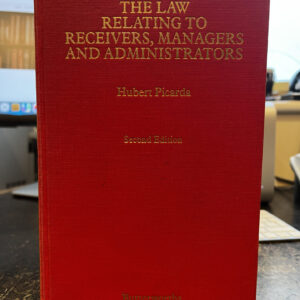 THE LAW
RELATING TO
RECEIVERS, MANAGERS
AND ADMINISTRATORS
Hubert Picarda
Second Edition